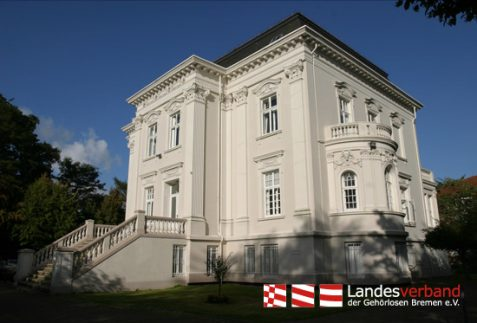 Landesverband
der Gehörlosen Bremen e.V.